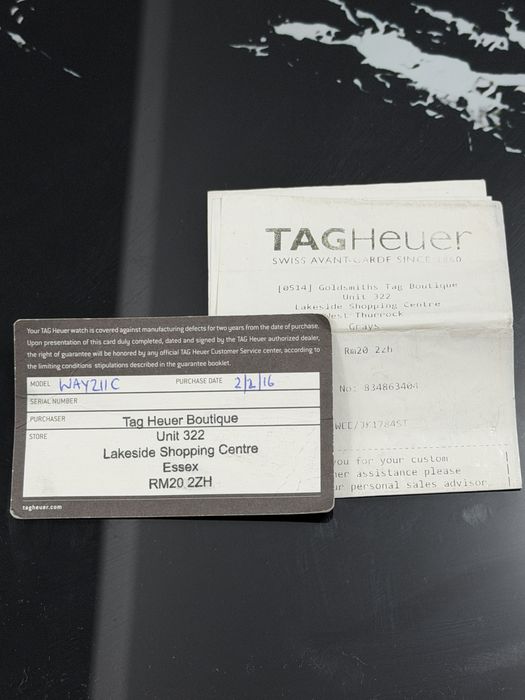 TAGHeuer
SWISS AVANT-GARDE SINCE 1860
[0514] Goldsmiths Tag Boutique
Unit 322
Lakeside Shopping Centre
West Thurrock
Grays
Rm20 2zh
No: 834863404
WEE/JK1784ST
you for your custom
er assistance please
ur personal sales advisor
Your TAG Heuer watch is covered against manufacturing defects for two years from the date of purchase.
Upon presentation of this card duly completed, dated and signed by the TAG Heuer authorized dealer,
the right of guarantee will be honored by any official TAG Heuer Customer Service center, according to
the limiting conditions stipulations described in the guarantee booklet.
MODEL WAY211C PURCHASE DATE 2/2/16
SERIAL NUMBER
PURCHASER Tag Heuer Boutique
STORE Unit 322
Lakeside Shopping Centre
Essex
RM20 2ZH
tagheuer.com